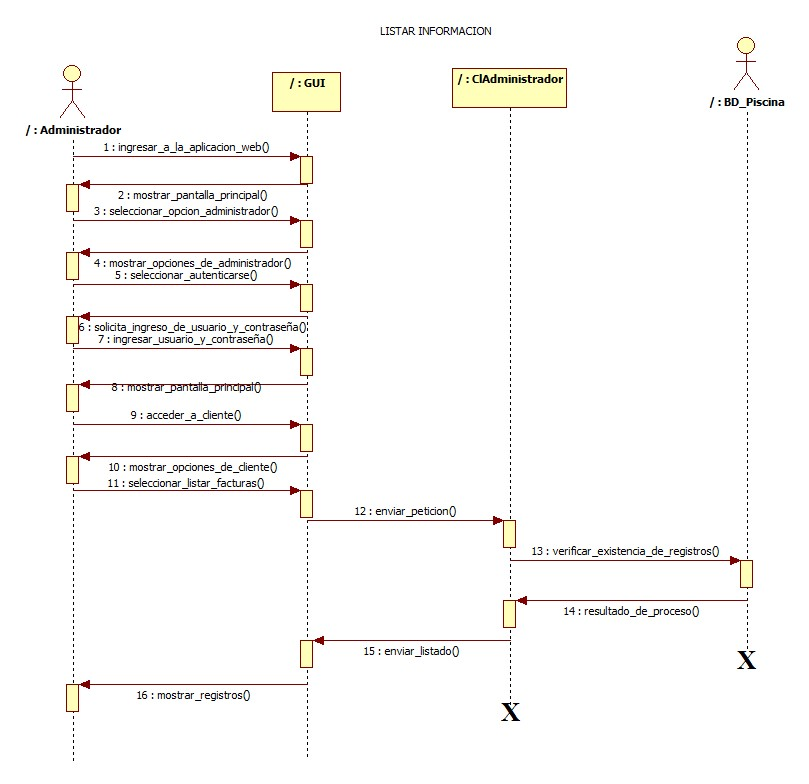 LISTAR INFORMACION
/ : Administrador
/ : GUI
/ : ClAdministrador
/ : BD_Piscina
1 : ingresar_a_la_aplicacion_web()
2 : mostrar_pantalla_principal()
3 : seleccionar_opcion_administrador()
4 : mostrar_opciones_de_administrador()
5 : seleccionar_autenticarse()
6 : solicita_ingreso_de_usuario_y_contraseña()
7 : ingresar_usuario_y_contraseña()
8 : mostrar_pantalla_principal()
9 : acceder_a_cliente()
10 : mostrar_opciones_de_cliente()
11 : seleccionar_listar_facturas()
12 : enviar_peticion()
13 : verificar_existencia_de_registros()
14 : resultado_de_proceso()
15 : enviar_listado()
X
16 : mostrar_registros()
X